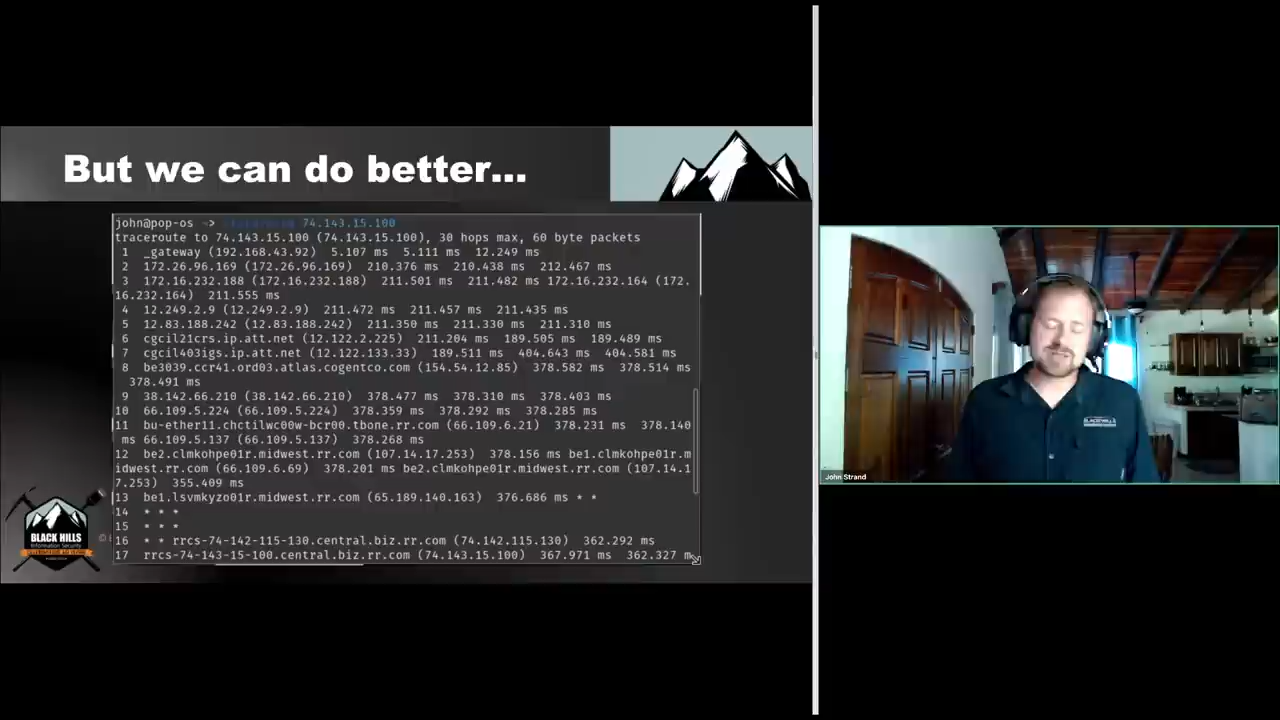 But we can do better...
john@pop-os ~> 74.143.15.100
traceroute to 74.143.15.100 (74.143.15.100), 30 hops max, 60 byte packets
1 _gateway (192.168.43.92) 5.107 ms 5.111 ms 12.249 ms
2 172.26.96.169 (172.26.96.169) 210.376 ms 210.438 ms 212.467 ms
3 172.16.232.188 (172.16.232.188) 211.501 ms 211.482 ms 172.16.232.164 (172.
16.232.164) 211.555 ms
4 12.249.2.9 (12.249.2.9) 211.472 ms 211.457 ms 211.435 ms
5 12.83.188.242 (12.83.188.242) 211.350 ms 211.330 ms 211.310 ms
6 cgcil21crs.ip.att.net (12.122.2.225) 211.204 ms 189.505 ms 189.489 ms
7 cgcil403igs.ip.att.net (12.122.133.33) 189.511 ms 404.643 ms 404.581 ms
8 be3039.ccr41.ord03.atlas.cogentco.com (154.54.12.85) 378.582 ms 378.514 ms
378.491 ms
9 38.142.66.210 (38.142.66.210) 378.477 ms 378.310 ms 378.403 ms
10 66.109.5.224 (66.109.5.224) 378.359 ms 378.292 ms 378.285 ms
11 bu-ether11.chctilwc00w-bcr00.tbone.rr.com (66.109.6.21) 378.231 ms 378.140
ms 66.109.5.137 (66.109.5.137) 378.268 ms
12 be2.clmkohpe01r.midwest.rr.com (107.14.17.253) 378.156 ms be1.clmkohpe01r.m
idwest.rr.com (66.109.6.69) 378.201 ms be2.clmkohpe01r.midwest.rr.com (107.14.1
7.253) 355.409 ms
13 be1.lsvmkyzo01r.midwest.rr.com (65.189.140.163) 376.686 ms * *
14 * * *
15 * * *
16 * * rrcs-74-142-115-130.central.biz.rr.com (74.142.115.130) 362.292 ms
17 rrcs-74-143-15-100.central.biz.rr.com (74.143.15.100) 367.971 ms 362.327 m
BLACK HILLS
Information Security
©
John Strand